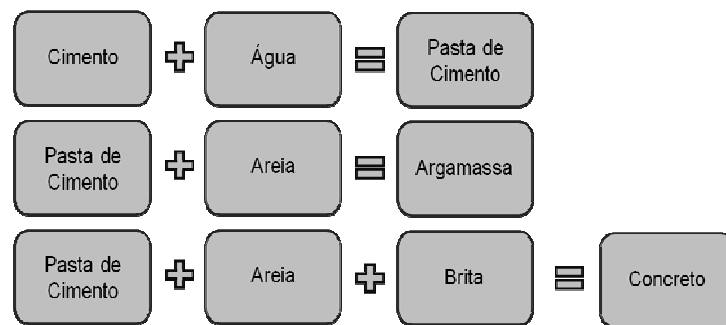 Cimento + Água = Pasta de Cimento
Pasta de Cimento + Areia = Argamassa
Pasta de Cimento + Areia + Brita = Concreto